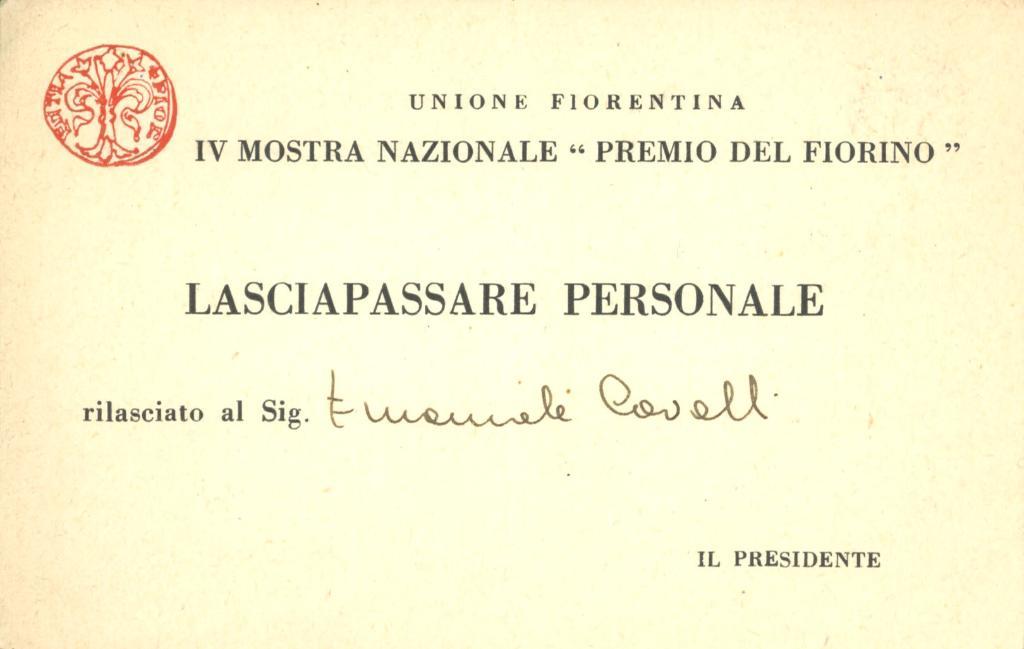 UNIONE FIORENTINA
IV MOSTRA NAZIONALE “ PREMIO DEL FIORINO ”
LASCIAPASSARE PERSONALE
rilasciato al Sig. Emanuele Cavalli
IL PRESIDENTE